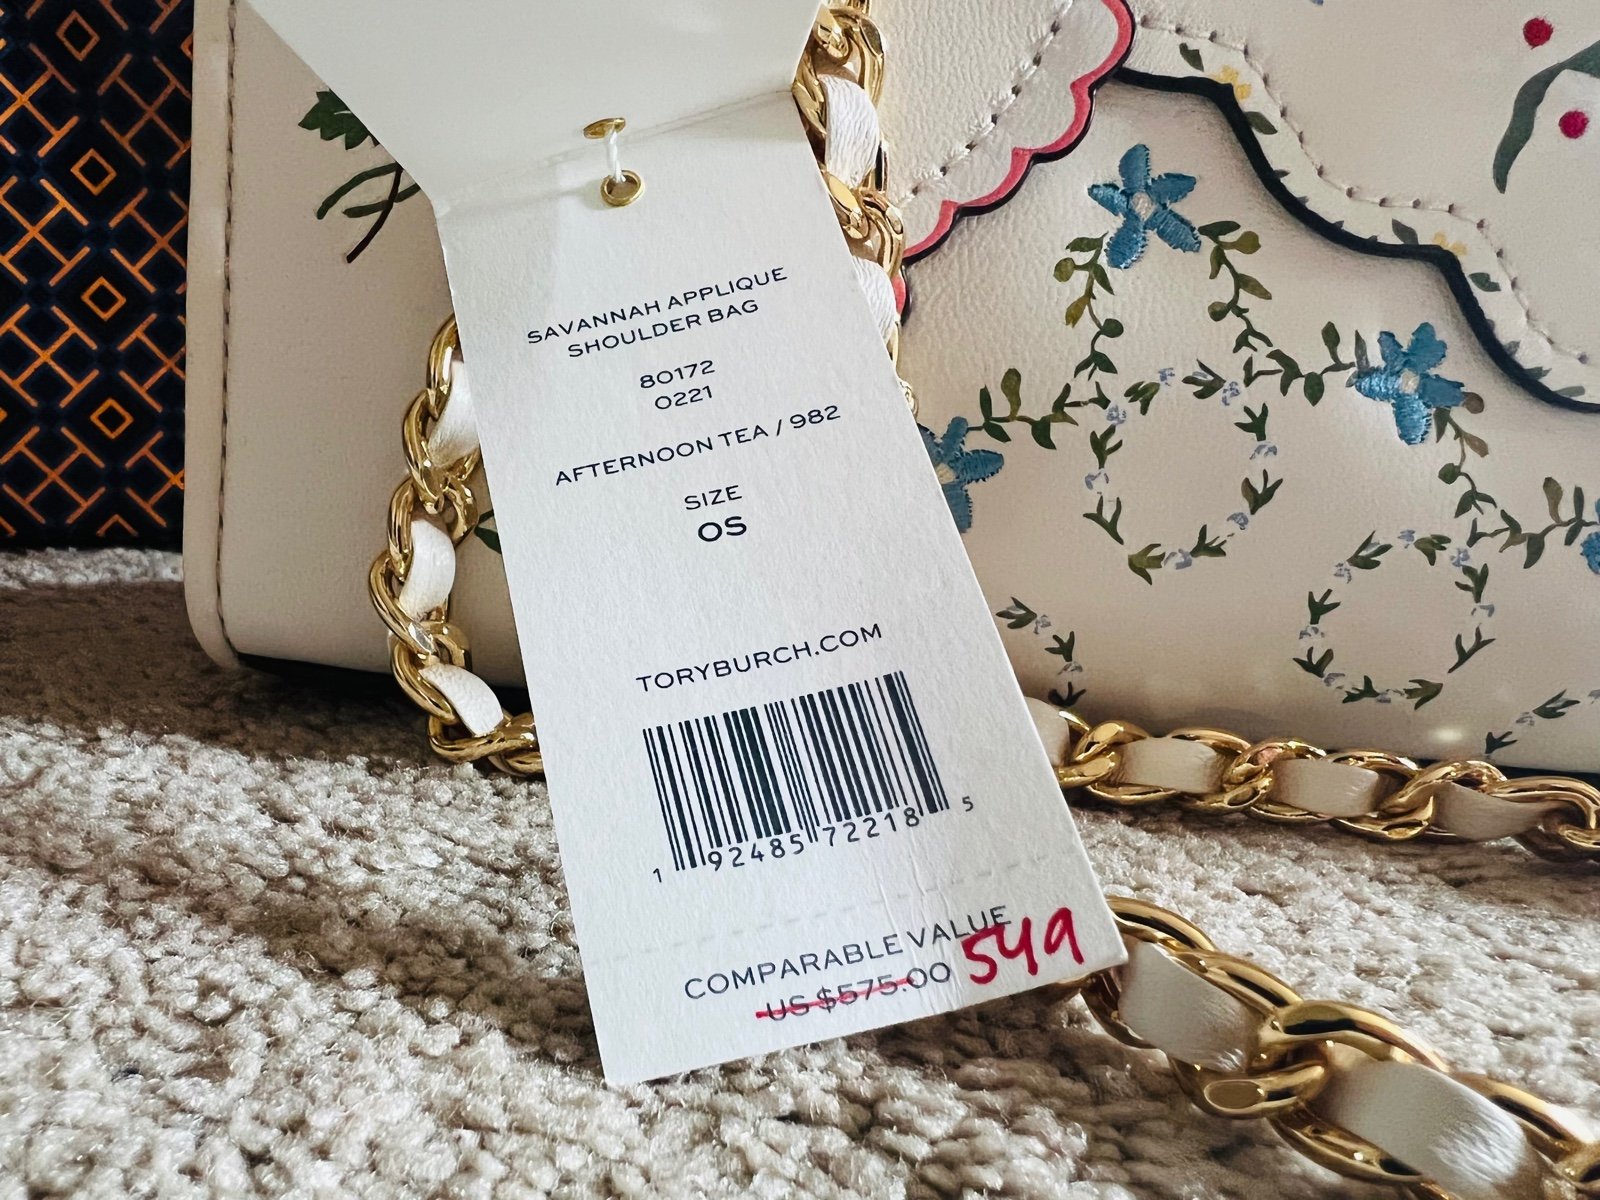 SAVANNAH APPLIQUE
SHOULDER BAG
80172
0221
AFTERNOON TEA / 982
SIZE
OS
TORYBURCH.COM
1 92485 72218 5
COMPARABLE VALUE
US $575.00 549